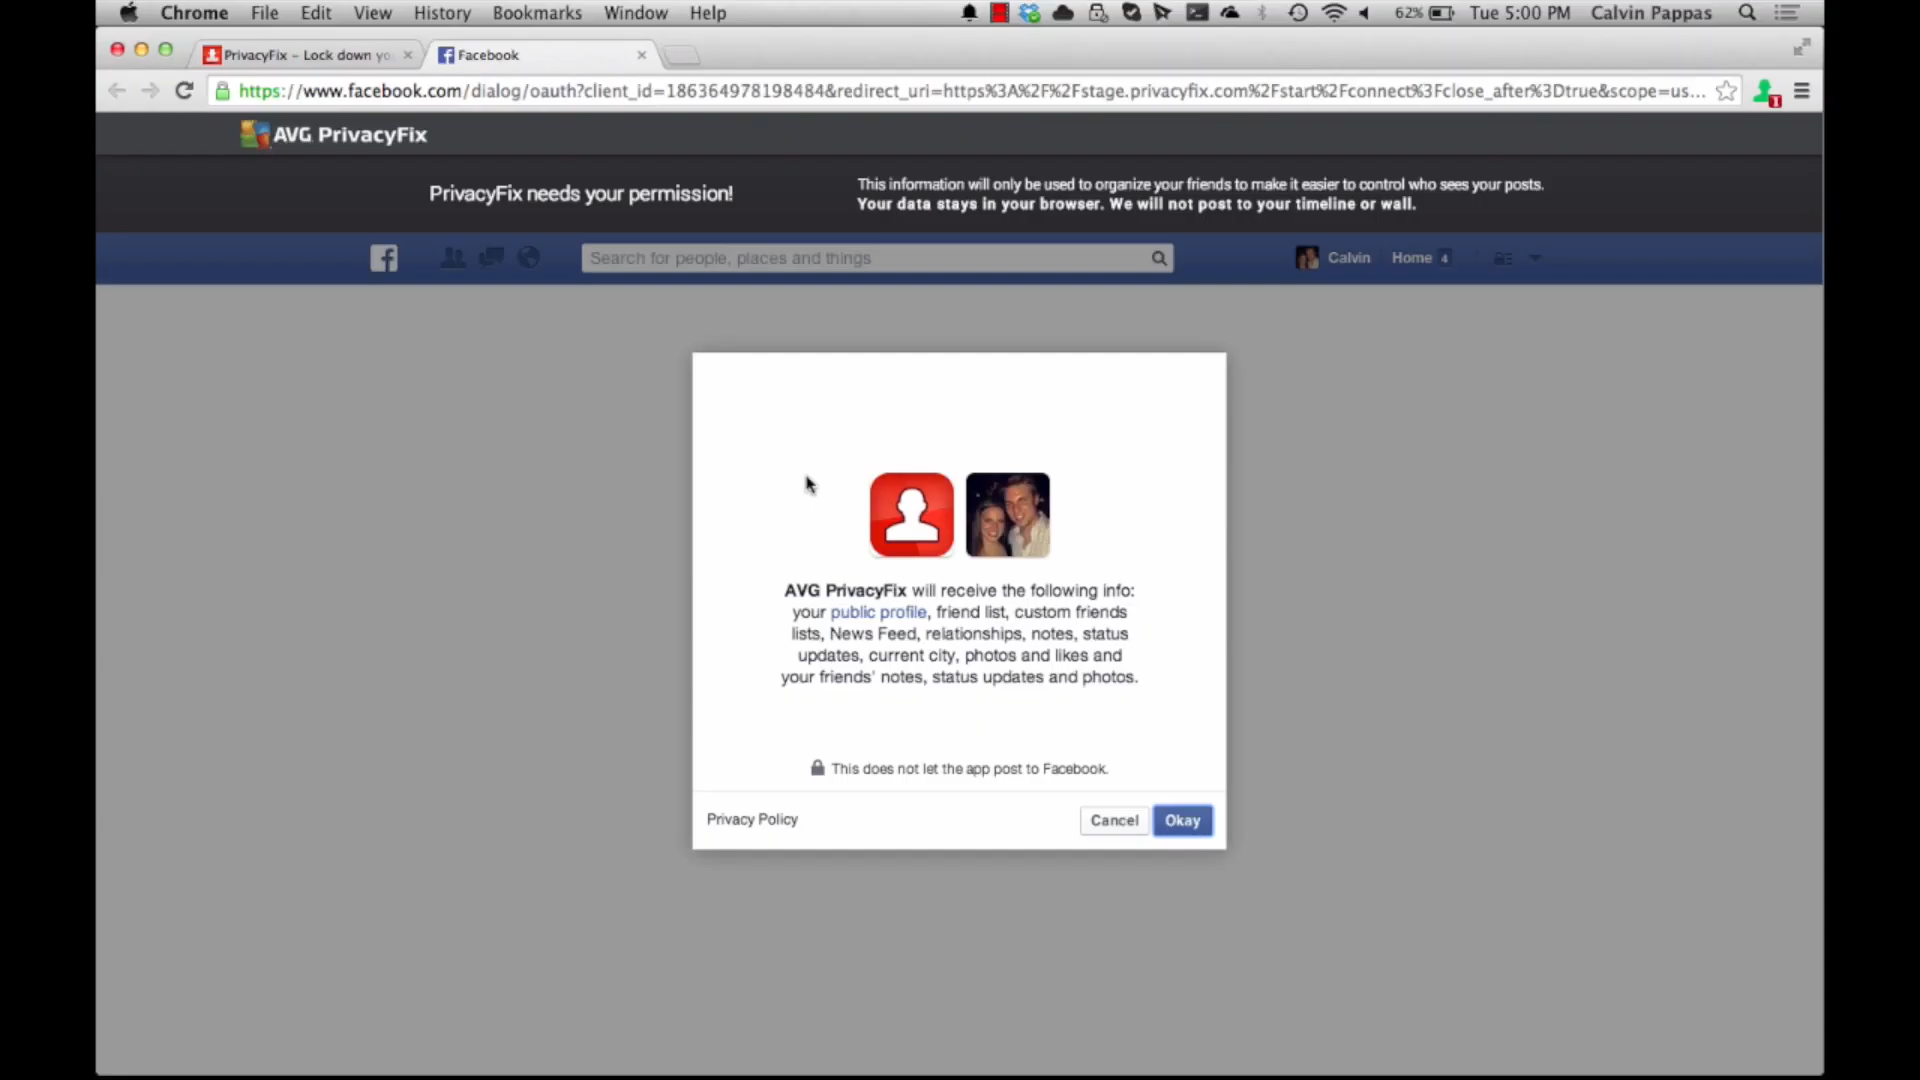 Chrome File Edit View History Bookmarks Window Help 62% Tue 5:00 PM Calvin Pappas
PrivacyFix – Lock down yo
Facebook
https://www.facebook.com/dialog/oauth?client_id=186364978198484&redirect_uri=https%3A%2F%2Fstage.privacyfix.com%2Fstart%2Fconnect%3Fclose_after%3Dtrue&scope=us...
1
AVG PrivacyFix
PrivacyFix needs your permission!
This information will only be used to organize your friends to make it easier to control who sees your posts.
Your data stays in your browser. We will not post to your timeline or wall.
Search for people, places and things
Calvin Home 4
AVG PrivacyFix will receive the following info:
your public profile, friend list, custom friends
lists, News Feed, relationships, notes, status
updates, current city, photos and likes and
your friends' notes, status updates and photos.
This does not let the app post to Facebook.
Privacy Policy
Cancel Okay